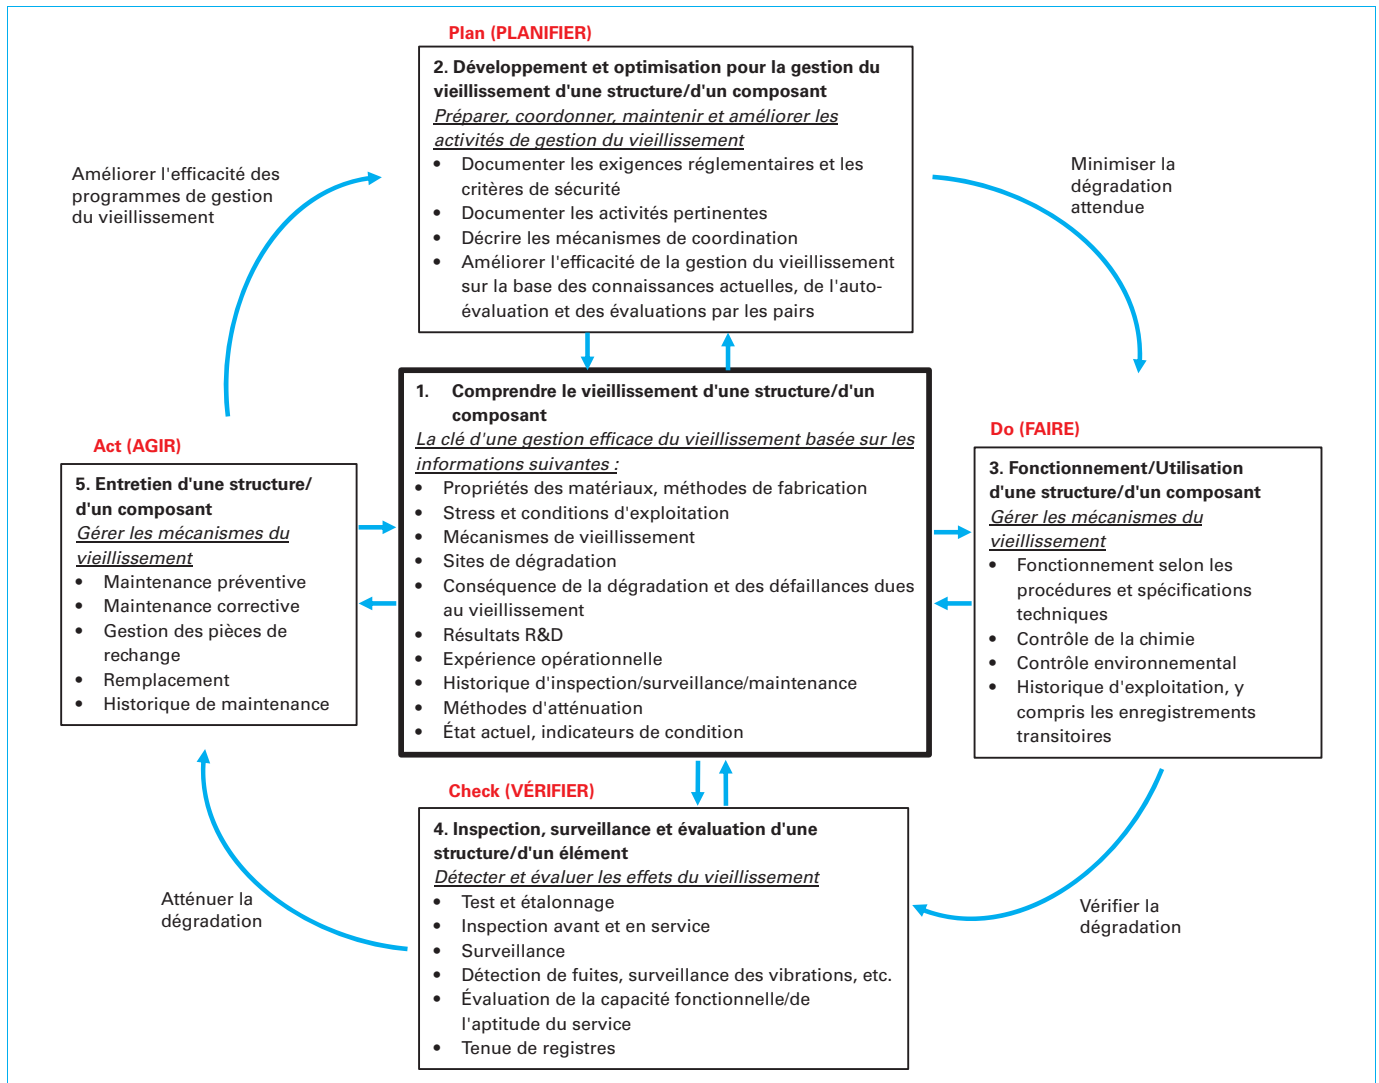 Plan (PLANIFIER)
2. Développement et optimisation pour la gestion du
vieillissement d'une structure/d'un composant
Préparer, coordonner, maintenir et améliorer les
activités de gestion du vieillissement
• Documenter les exigences réglementaires et les
critères de sécurité
• Documenter les activités pertinentes
• Décrire les mécanismes de coordination
• Améliorer l'efficacité de la gestion du vieillissement
sur la base des connaissances actuelles, de l'auto-
évaluation et des évaluations par les pairs
Améliorer l'efficacité des
programmes de gestion
du vieillissement
Minimiser la
dégradation
attendue
1. Comprendre le vieillissement d'une structure/d'un
composant
La clé d'une gestion efficace du vieillissement basée sur les
informations suivantes :
• Propriétés des matériaux, méthodes de fabrication
• Stress et conditions d'exploitation
• Mécanismes de vieillissement
• Sites de dégradation
• Conséquence de la dégradation et des défaillances dues
au vieillissement
• Résultats R&D
• Expérience opérationnelle
• Historique d'inspection/surveillance/maintenance
• Méthodes d'atténuation
• État actuel, indicateurs de condition
Act (AGIR)
5. Entretien d'une structure/
d'un composant
Gérer les mécanismes du
vieillissement
• Maintenance préventive
• Maintenance corrective
• Gestion des pièces de
rechange
• Remplacement
• Historique de maintenance
Do (FAIRE)
3. Fonctionnement/Utilisation
d'une structure/d'un composant
Gérer les mécanismes du
vieillissement
• Fonctionnement selon les
procédures et spécifications
techniques
• Contrôle de la chimie
• Contrôle environnemental
• Historique d'exploitation, y
compris les enregistrements
transitoires
Check (VÉRIFIER)
4. Inspection, surveillance et évaluation d'une
structure/d'un élément
Détecter et évaluer les effets du vieillissement
• Test et étalonnage
• Inspection avant et en service
• Surveillance
• Détection de fuites, surveillance des vibrations, etc.
• Évaluation de la capacité fonctionnelle/de
l'aptitude du service
• Tenue de registres
Atténuer la
dégradation
Vérifier la
dégradation